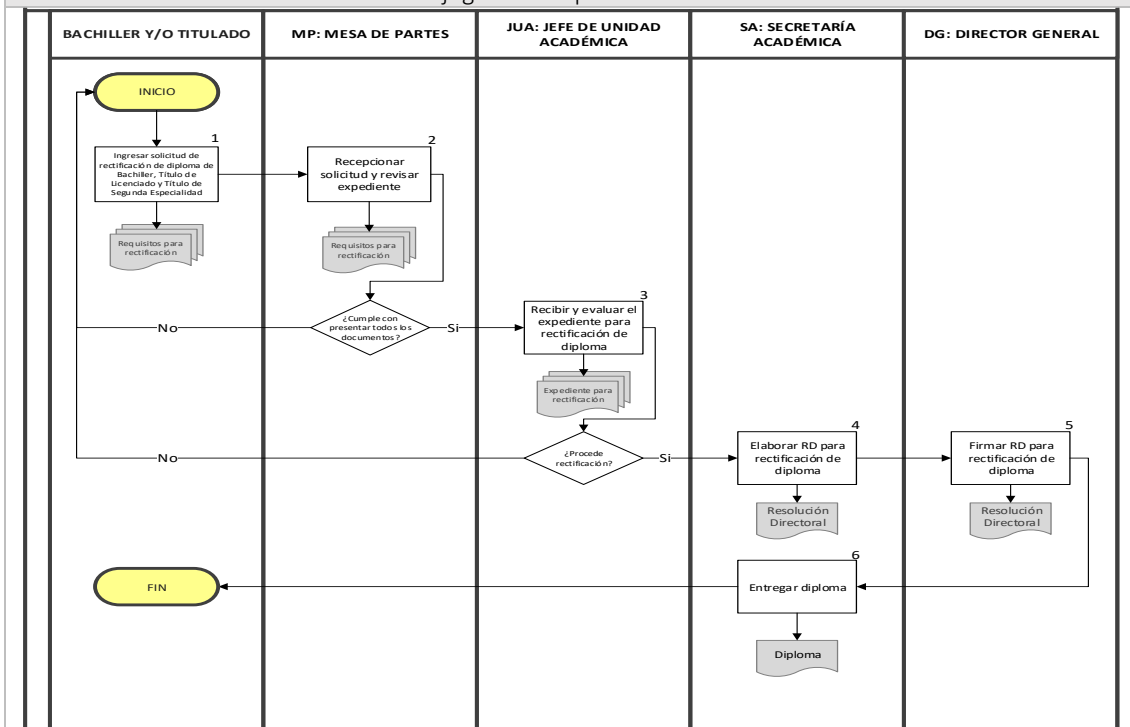 BACHILLER Y/O TITULADO
MP: MESA DE PARTES
JUA: JEFE DE UNIDAD
ACADÉMICA
SA: SECRETARÍA
ACADÉMICA
DG: DIRECTOR GENERAL
INICIO
1
Ingresar solicitud de
rectificación de diploma de
Bachiller, Título de
Licenciado y Título de
Segunda Especialidad
Requisitos para
rectificación
2
Recepcionar
solicitud y revisar
expediente
Requisitos para
rectificación
¿Cumple con
presentar todos los
documentos?
No
Si
3
Recibir y evaluar el
expediente para
rectificación de
diploma
Expediente para
rectificación
¿Procede
rectificación?
No
Si
4
Elaborar RD para
rectificación de
diploma
Resolución
Directoral
5
Firmar RD para
rectificación de
diploma
Resolución
Directoral
6
Entregar diploma
Diploma
FIN